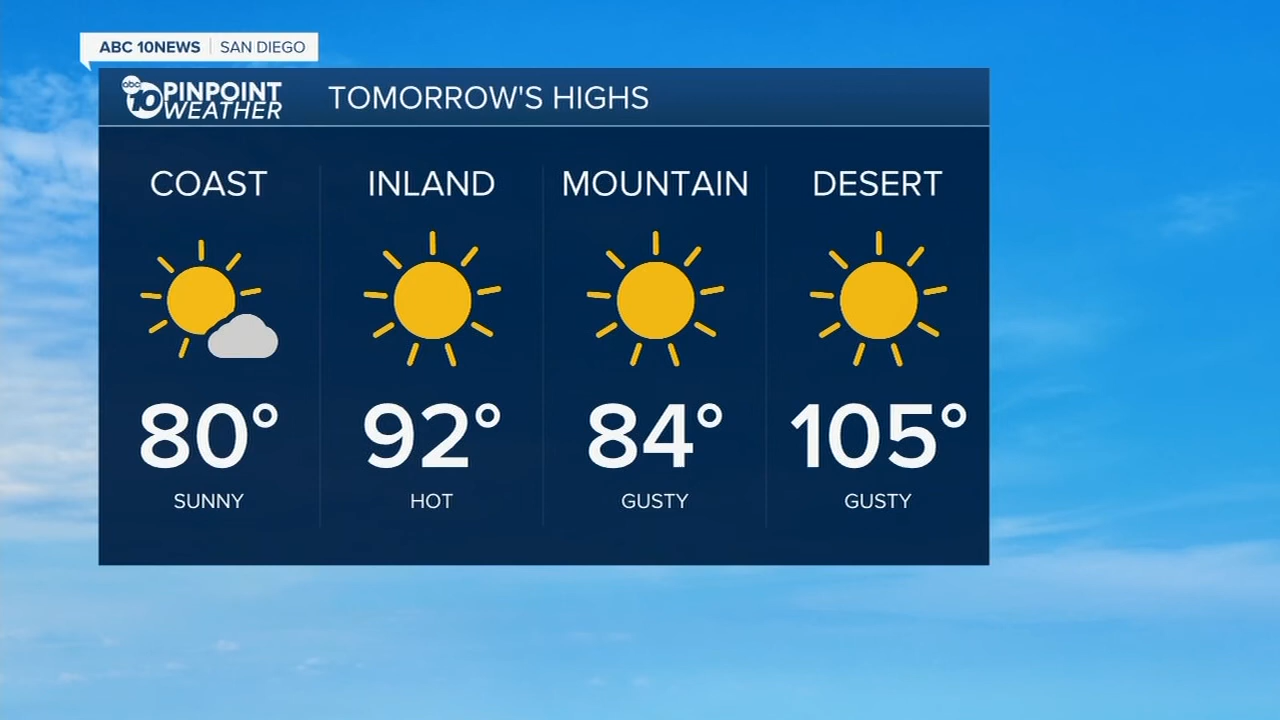 ABC 10NEWS | SAN DIEGO
abc 10 PINPOINT WEATHER
TOMORROW'S HIGHS
COAST
80°
SUNNY
INLAND
92°
HOT
MOUNTAIN
84°
GUSTY
DESERT
105°
GUSTY